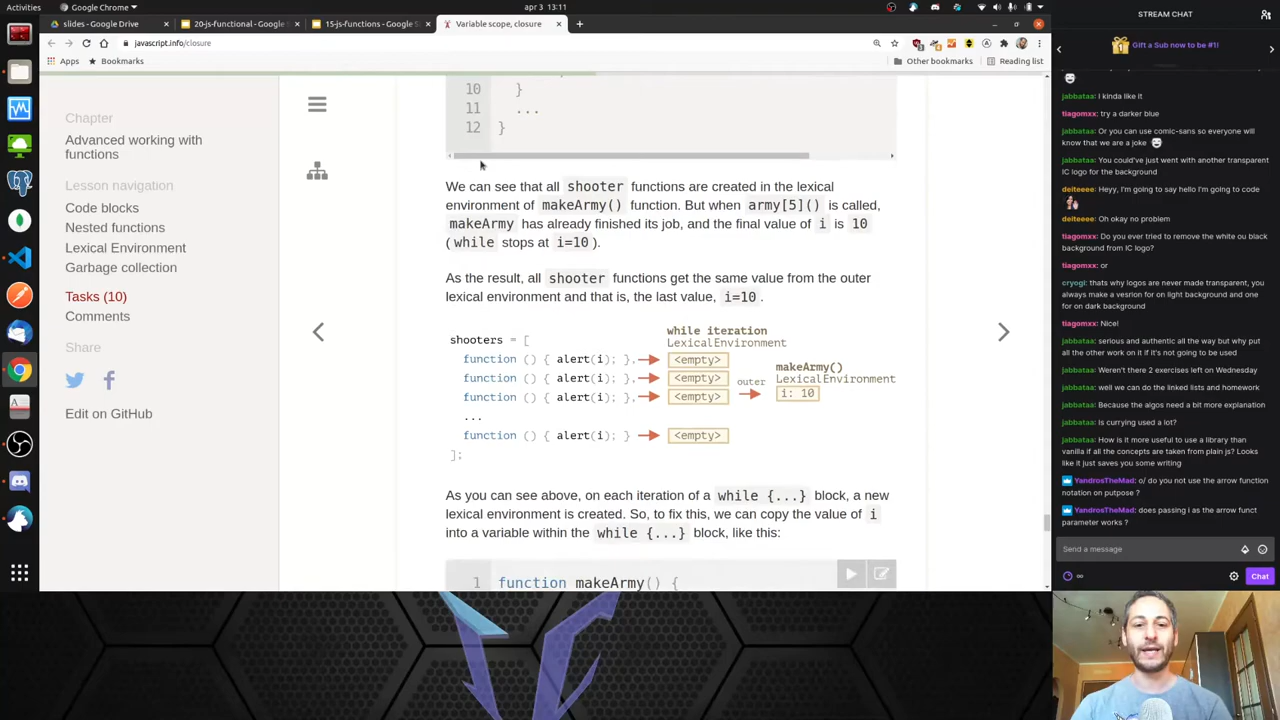 Activities
Google Chrome
apr 3 13:11
slides - Google Drive
20-js-functional - Google S
15-js-functions - Google S
Variable scope, closure
javascript.info/closure
Apps
Bookmarks
Other bookmarks
Reading list
Chapter
Advanced working with
functions
Lesson navigation
Code blocks
Nested functions
Lexical Environment
Garbage collection
Tasks (10)
Comments
Share
Edit on GitHub
10 }
11 ...
12 }
We can see that all shooter functions are created in the lexical
environment of makeArmy() function. But when army[5]() is called,
makeArmy has already finished its job, and the final value of i is 10
( while stops at i=10 ).
As the result, all shooter functions get the same value from the outer
lexical environment and that is, the last value, i=10 .
while iteration
LexicalEnvironment
shooters = [
function () { alert(i); }, <empty>
function () { alert(i); }, <empty>
function () { alert(i); }, <empty>
...
function () { alert(i); } <empty>
];
outer
makeArmy()
LexicalEnvironment
i: 10
As you can see above, on each iteration of a while {...} block, a new
lexical environment is created. So, to fix this, we can copy the value of i
into a variable within the while {...} block, like this:
1 function makeArmy() {
STREAM CHAT
Gift a Sub now to be #1!
jabbataa: I kinda like it
tiagomxx: try a darker blue
jabbataa: Or you can use comic-sans so everyone will
know that we are a joke
jabbataa: You could've just went with another transparent
IC logo for the background
deiteeee: Heyy, I'm going to say hello I'm going to code
deiteeee: Oh okay no problem
tiagomxx: Do you ever tried to remove the white ou black
background from IC logo?
tiagomxx: or
cryogl: thats why logos are never made transparent, you
always make a vesrion for on light background and one
for on dark background
tiagomxx: Nice!
jabbataa: serious and authentic all the way but why put
all the other work on it if it's not going to be used
jabbataa: Weren't there 2 exercises left on Wednesday
jabbataa: well we can do the linked lists and homework
jabbataa: Because the algos need a bit more explanation
jabbataa: Is currying used a lot?
jabbataa: How is it more useful to use a library than
vanilla if all the concepts are taken from plain js? Looks
like it just saves you some writing
YandrosTheMad: o/ do you not use the arrow function
notation on putpose ?
YandrosTheMad: does passing i as the arrow funct
parameter works ?
Send a message
Chat